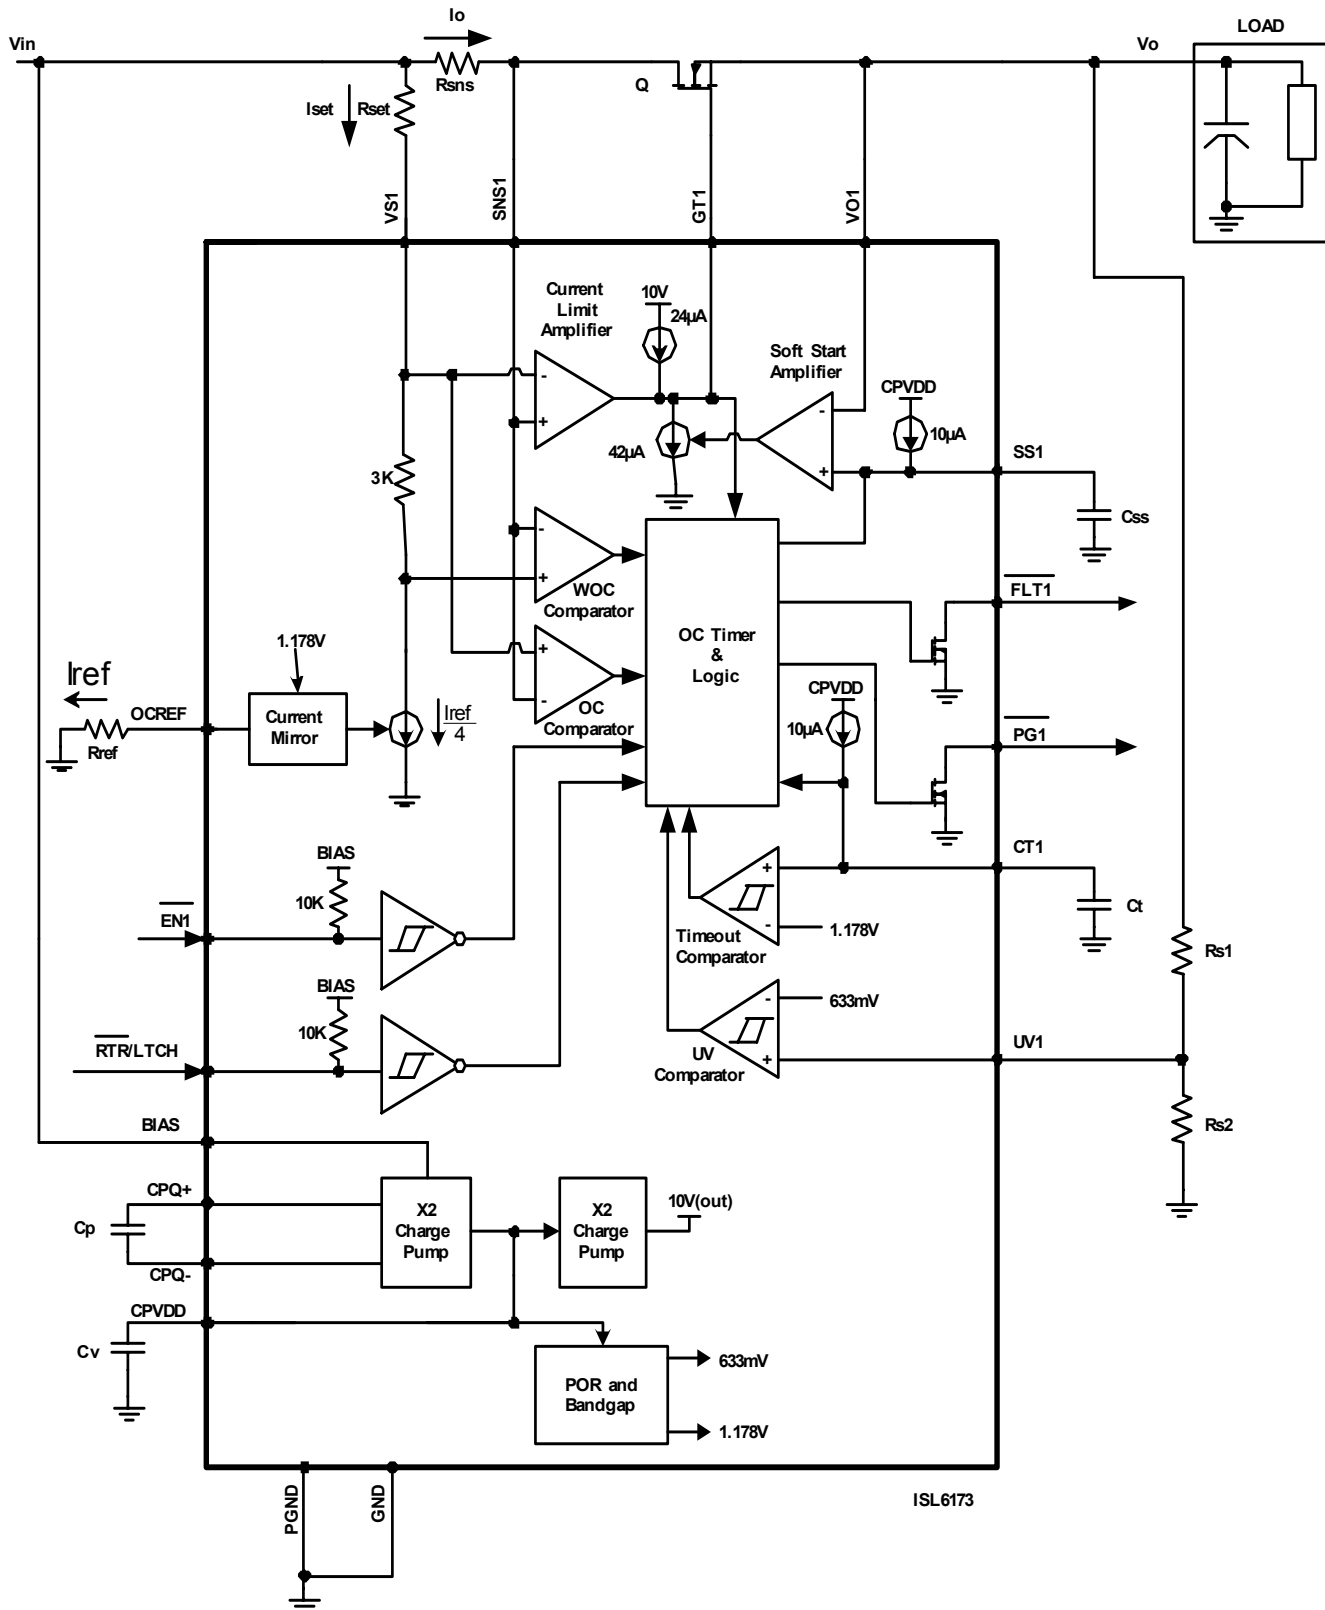 Io
Vin
Vo
LOAD
Rsns
Q
Iset
Rset
VS1
SNS1
GT1
VO1
Current
Limit
Amplifier
10V
24µA
Soft Start
Amplifier
CPVDD
10µA
SS1
42µA
3K
Css
WOC
Comparator
FLT1
OC Timer
&
Logic
1.178V
Iref
OCREF
Rref
Current
Mirror
Iref
4
OC
Comparator
CPVDD
10µA
PG1
BIAS
10K
EN1
CT1
Ct
Timeout
Comparator
1.178V
Rs1
BIAS
10K
RTR/LTCH
633mV
UV
Comparator
UV1
Rs2
BIAS
CPQ+
Cp
CPQ-
X2
Charge
Pump
X2
Charge
Pump
10V(out)
CPVDD
Cv
POR and
Bandgap
633mV
1.178V
PGND
GND
ISL6173